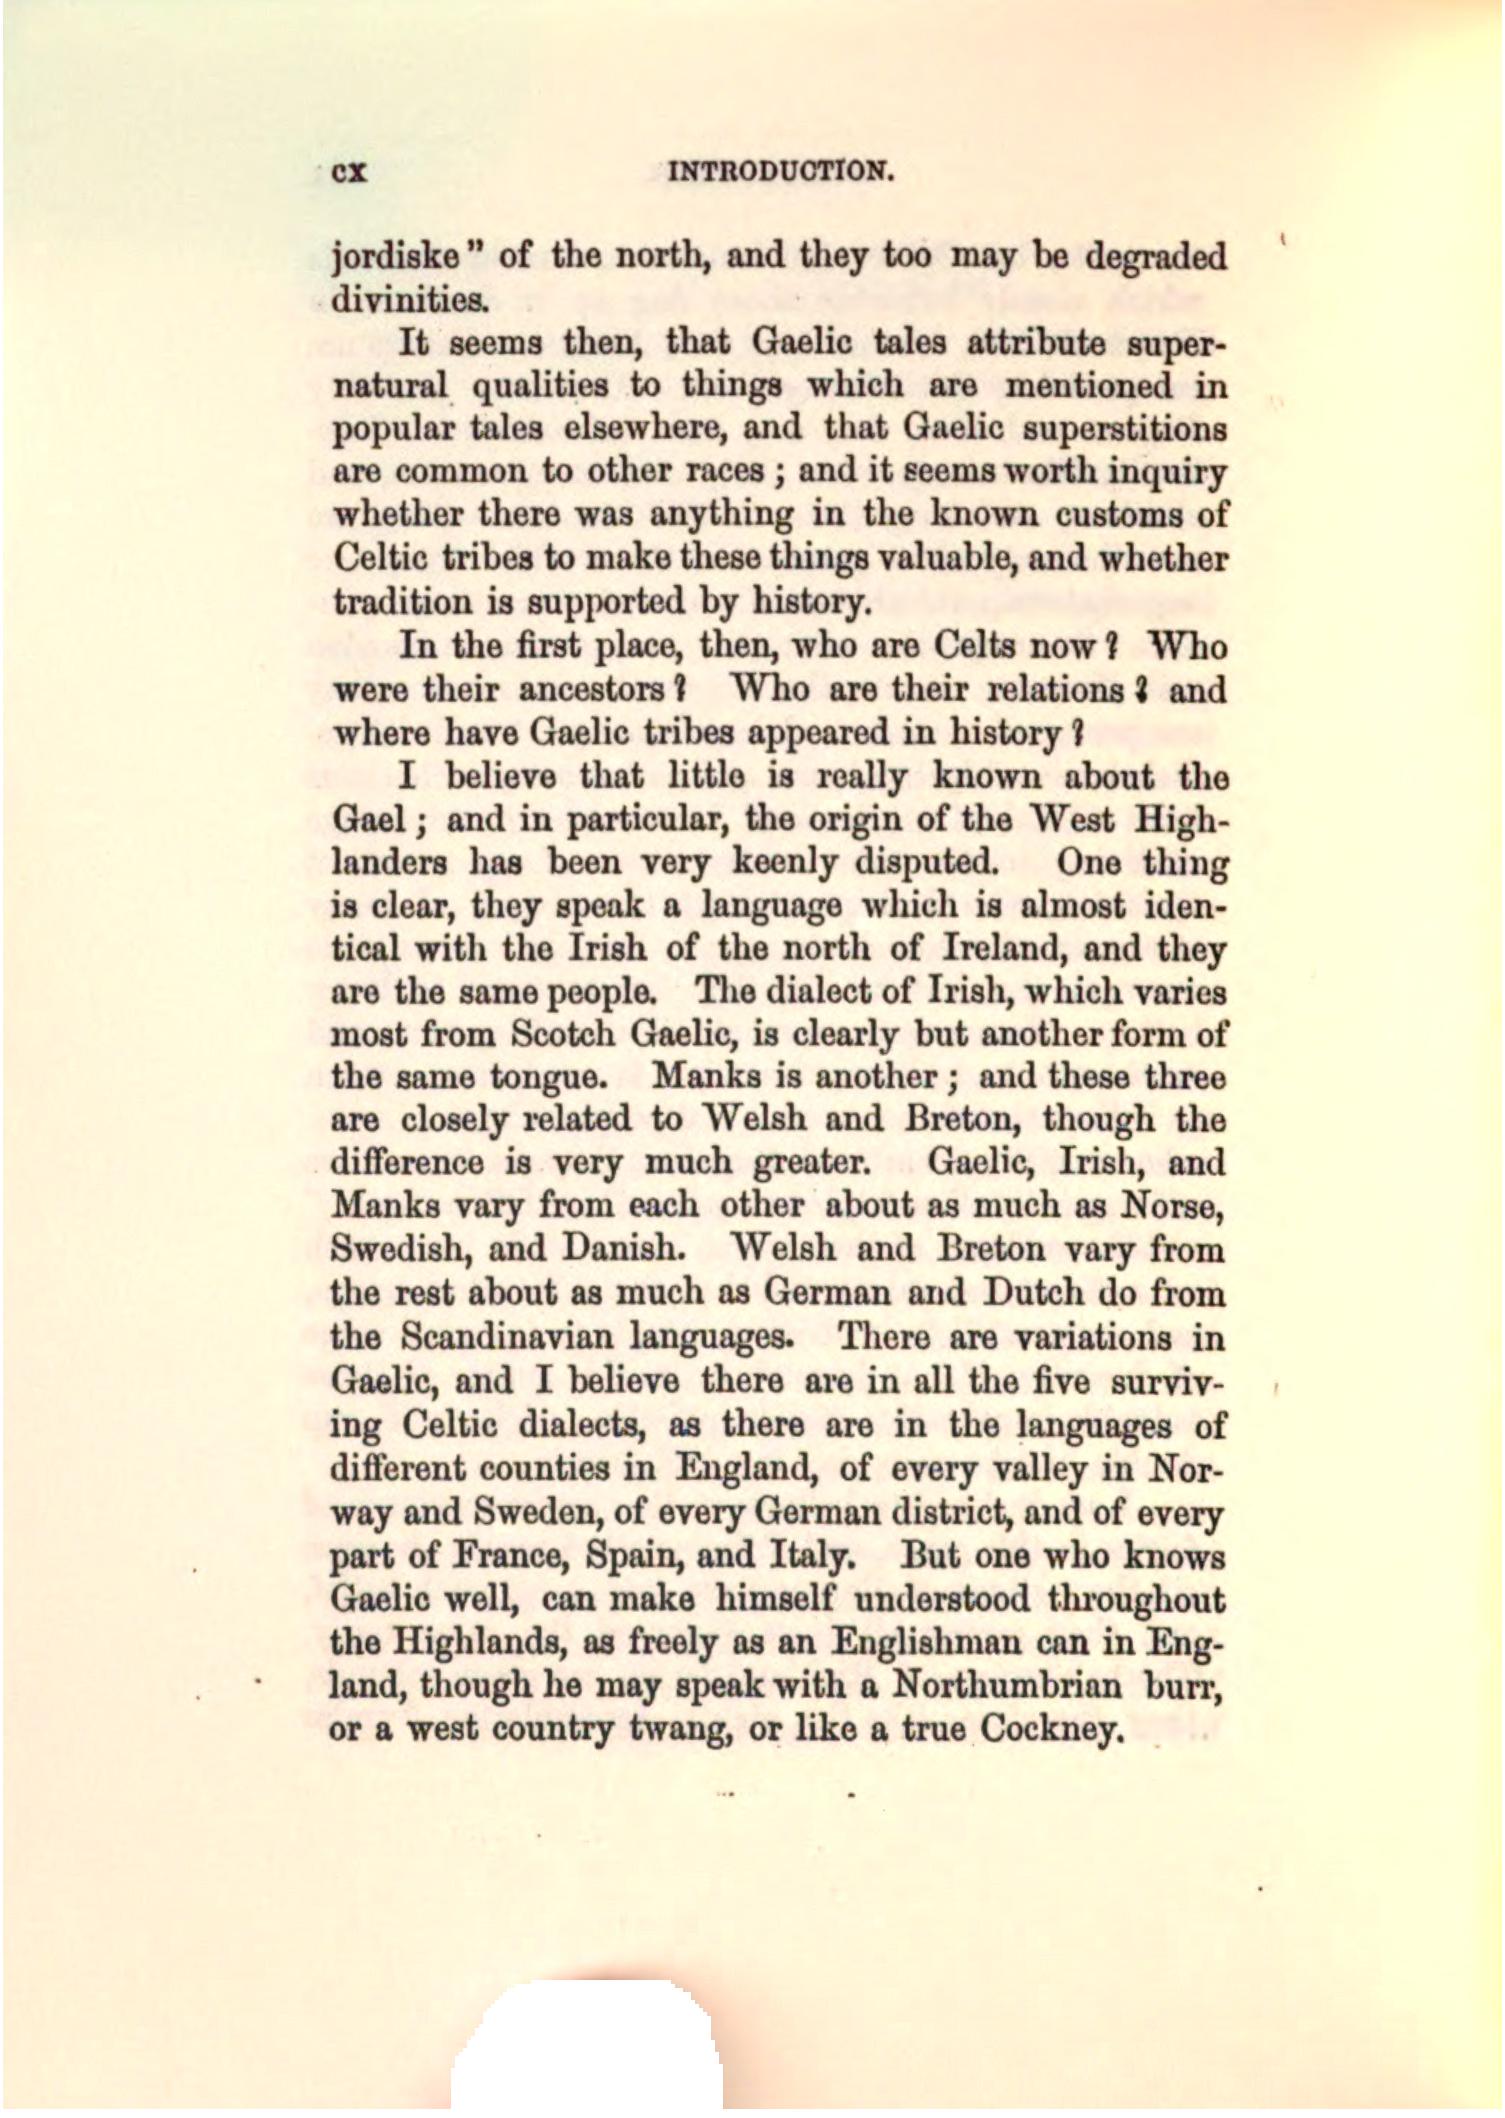 cx INTRODUCTION.
jordiske" of the north, and they too may be degraded
divinities.
It seems then, that Gaelic tales attribute super-
natural qualities to things which are mentioned in
popular tales elsewhere, and that Gaelic superstitions
are common to other races ; and it seems worth inquiry
whether there was anything in the known customs of
Celtic tribes to make these things valuable, and whether
tradition is supported by history.
In the first place, then, who are Celts now ? Who
were their ancestors ? Who are their relations ? and
where have Gaelic tribes appeared in history ?
I believe that little is really known about the
Gael ; and in particular, the origin of the West High-
landers has been very keenly disputed. One thing
is clear, they speak a language which is almost iden-
tical with the Irish of the north of Ireland, and they
are the same people. The dialect of Irish, which varies
most from Scotch Gaelic, is clearly but another form of
the same tongue. Manks is another ; and these three
are closely related to Welsh and Breton, though the
difference is very much greater. Gaelic, Irish, and
Manks vary from each other about as much as Norse,
Swedish, and Danish. Welsh and Breton vary from
the rest about as much as German and Dutch do from
the Scandinavian languages. There are variations in
Gaelic, and I believe there are in all the five surviv-
ing Celtic dialects, as there are in the languages of
different counties in England, of every valley in Nor-
way and Sweden, of every German district, and of every
part of France, Spain, and Italy. But one who knows
Gaelic well, can make himself understood throughout
the Highlands, as freely as an Englishman can in Eng-
land, though he may speak with a Northumbrian burr,
or a west country twang, or like a true Cockney.